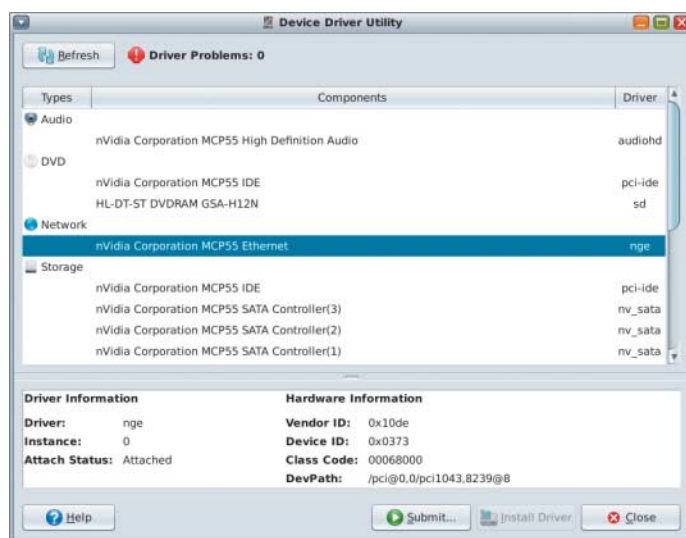 Device Driver Utility
Refresh
Driver Problems: 0
Types Components Driver
Audio
nVidia Corporation MCP55 High Definition Audio audiohd
DVD
nVidia Corporation MCP55 IDE pci-ide
HL-DT-ST DVDRAM GSA-H12N sd
Network
nVidia Corporation MCP55 Ethernet nge
Storage
nVidia Corporation MCP55 IDE pci-ide
nVidia Corporation MCP55 SATA Controller(3) nv_sata
nVidia Corporation MCP55 SATA Controller(2) nv_sata
nVidia Corporation MCP55 SATA Controller(1) nv_sata
Driver Information Hardware Information
Driver: nge Vendor ID: 0x10de
Instance: 0 Device ID: 0x0373
Attach Status: Attached Class Code: 00068000
DevPath: /pci@0,0/pci1043,8239@8
Help Submit... Install Driver Close